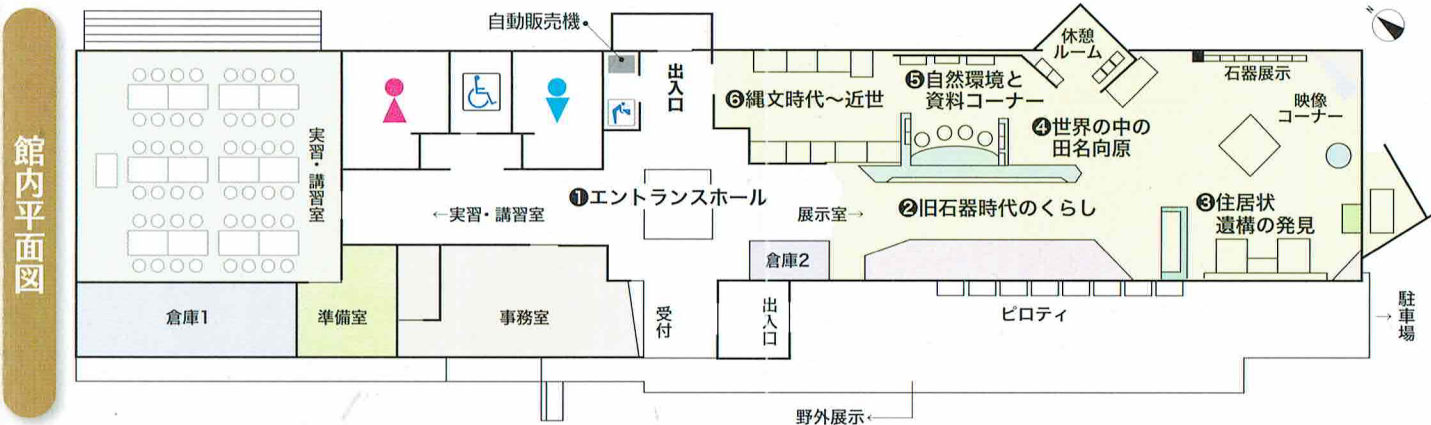 館内平面図
N
自動販売機
出入口
休憩
ルーム
石器展示
映像
コーナー
❺自然環境と
資料コーナー
❻縄文時代〜近世
❹世界の中の
田名向原
実習・講習室
❶エントランスホール
←実習・講習室
展示室→
❷旧石器時代のくらし
❸住居状
遺構の発見
倉庫2
倉庫1
準備室
事務室
受付
出入口
ピロティ
→駐車場
野外展示←